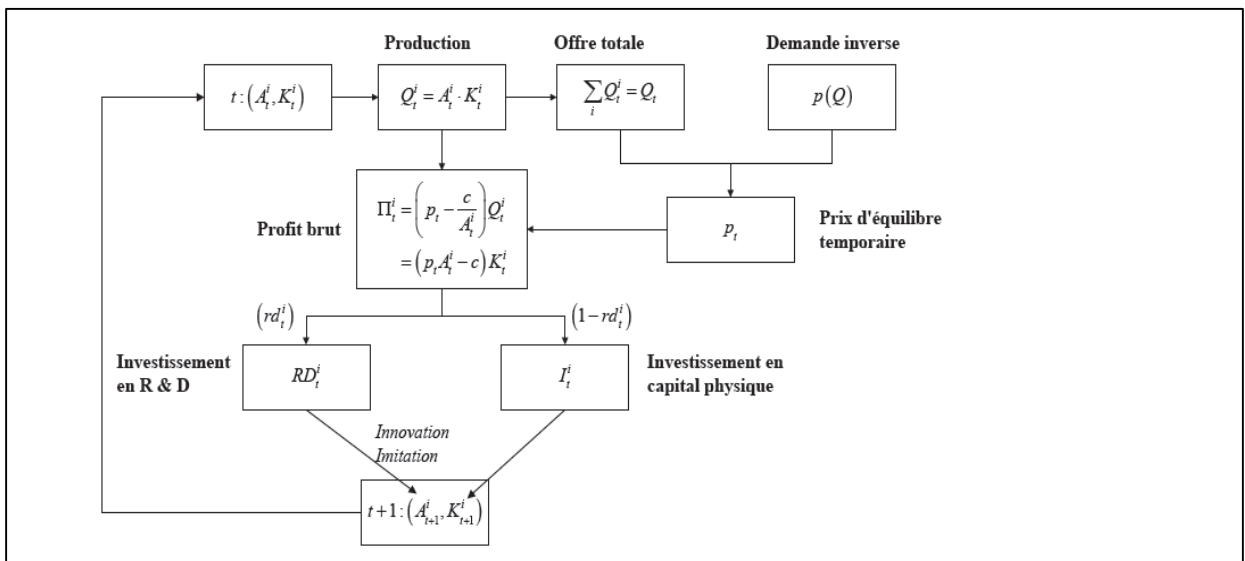 Production
Offre totale
Demande inverse
t : (A_t^i, K_t^i)
Q_t^i = A_t^i · K_t^i
∑_i Q_t^i = Q_t
p(Q)
Profit brut
Π_t^i = (p_t − c/A_t^i) Q_t^i
= (p_t A_t^i − c) K_t^i
p_t
Prix d'équilibre
temporaire
(rd_t^i)
(1 − rd_t^i)
Investissement
en R & D
RD_t^i
I_t^i
Investissement en
capital physique
Innovation
Imitation
t+1 : (A_{t+1}^i, K_{t+1}^i)